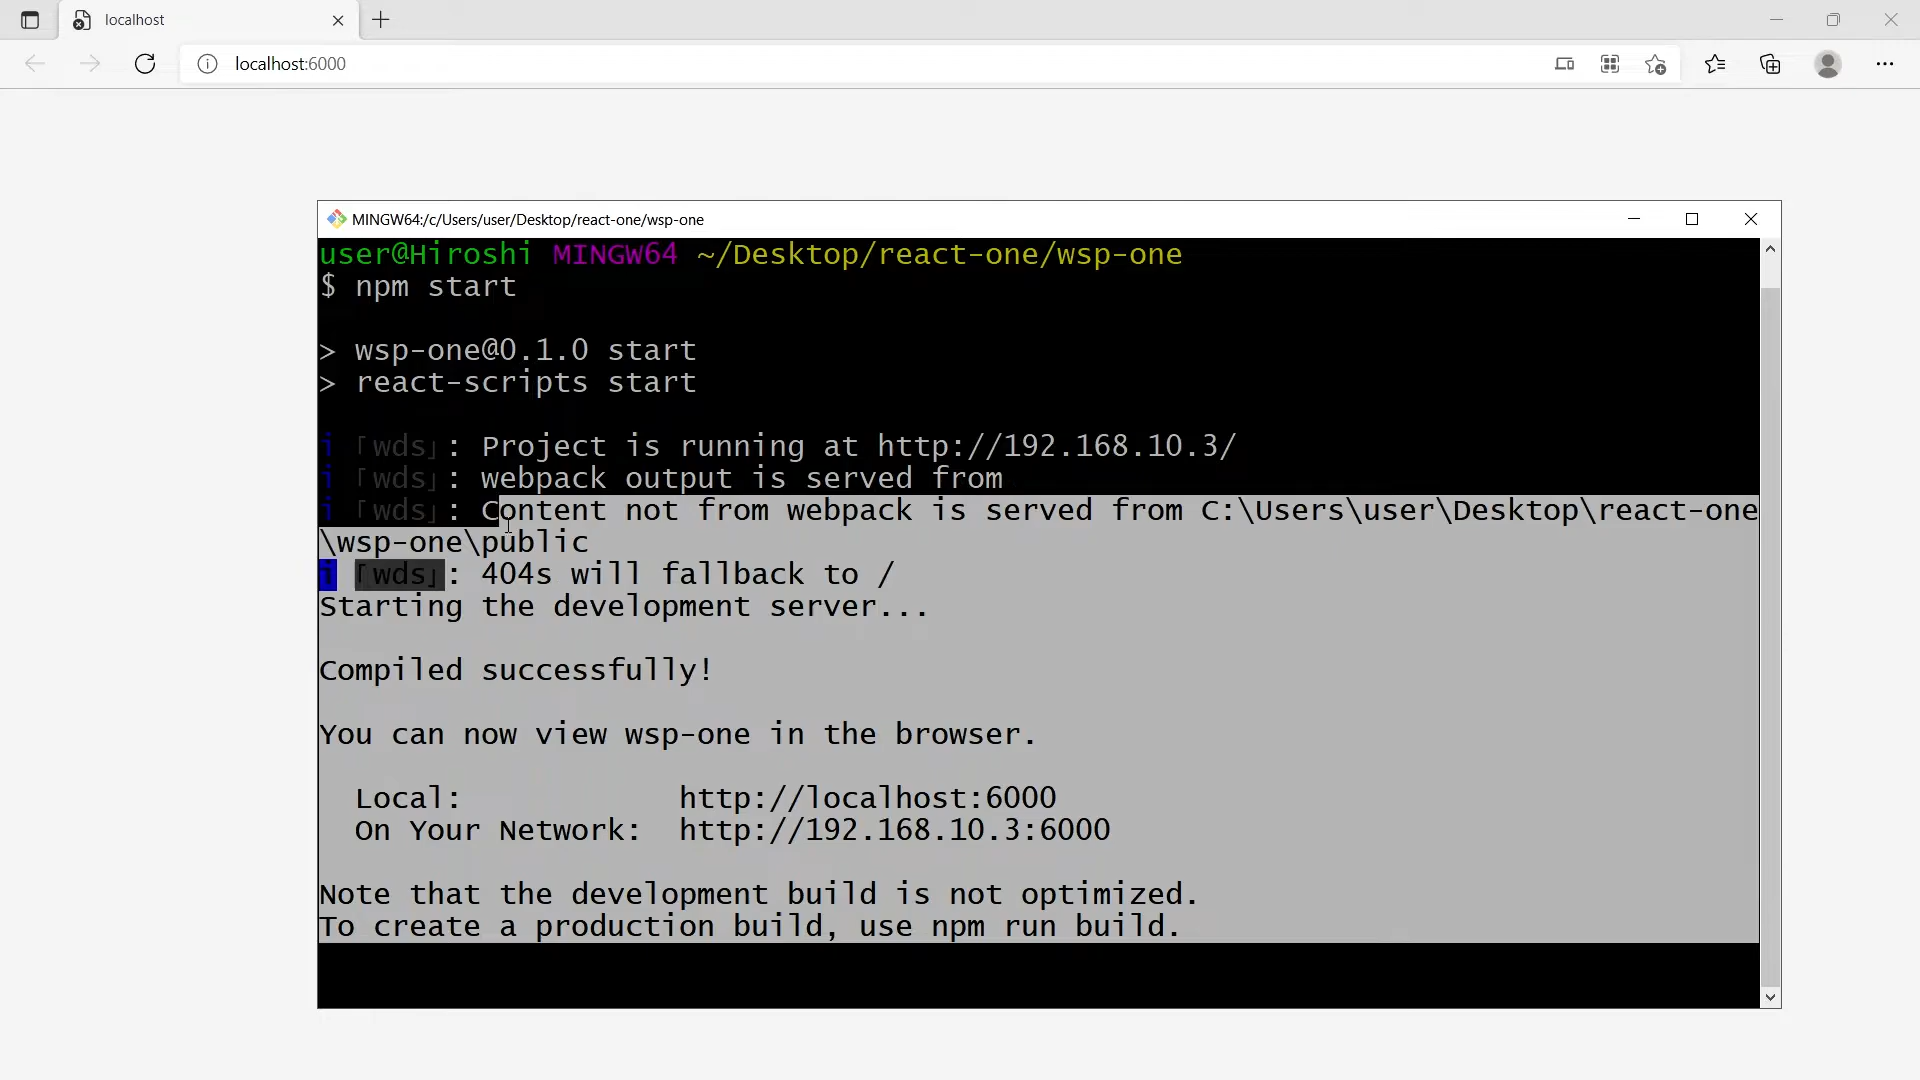 localhost
localhost:6000
MINGW64:/c/Users/user/Desktop/react-one/wsp-one
user@Hiroshi MINGW64 ~/Desktop/react-one/wsp-one
$ npm start
> wsp-one@0.1.0 start
> react-scripts start
i ｢wds｣: Project is running at http://192.168.10.3/
i ｢wds｣: webpack output is served from
i ｢wds｣: Content not from webpack is served from C:\Users\user\Desktop\react-one
\wsp-one\public
i ｢wds｣: 404s will fallback to /
Starting the development server...
Compiled successfully!
You can now view wsp-one in the browser.
Local: http://localhost:6000
On Your Network: http://192.168.10.3:6000
Note that the development build is not optimized.
To create a production build, use npm run build.